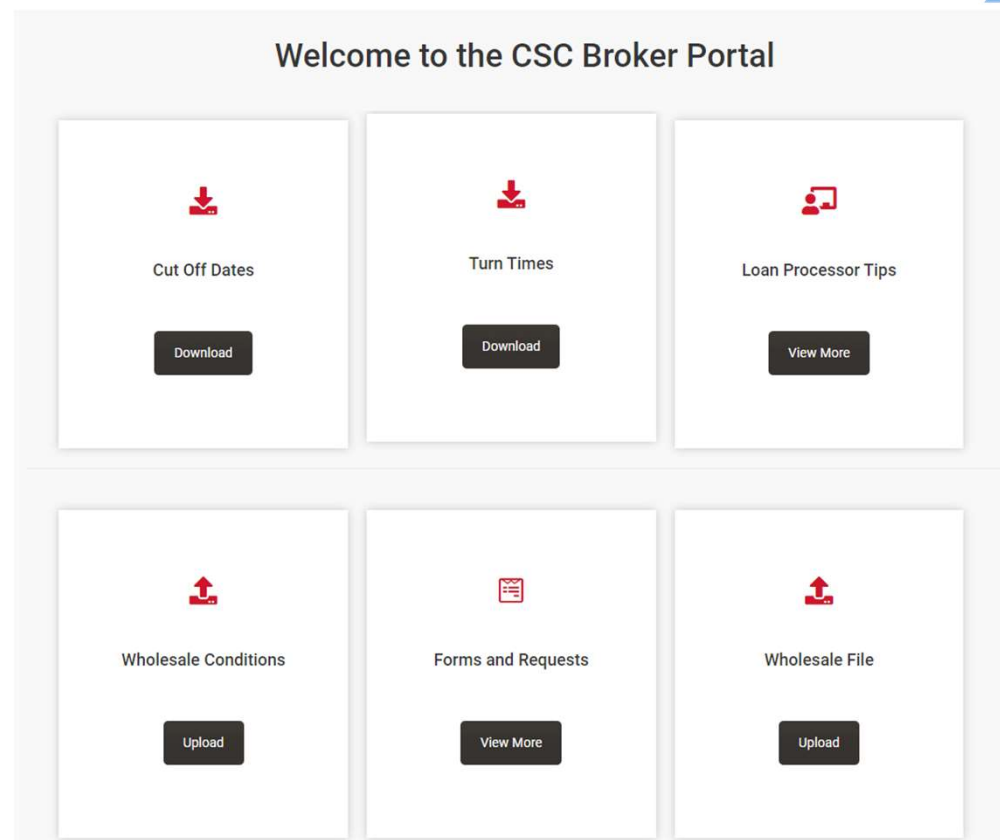 Welcome to the CSC Broker Portal
Cut Off Dates
Download
Turn Times
Download
Loan Processor Tips
View More
Wholesale Conditions
Upload
Forms and Requests
View More
Wholesale File
Upload